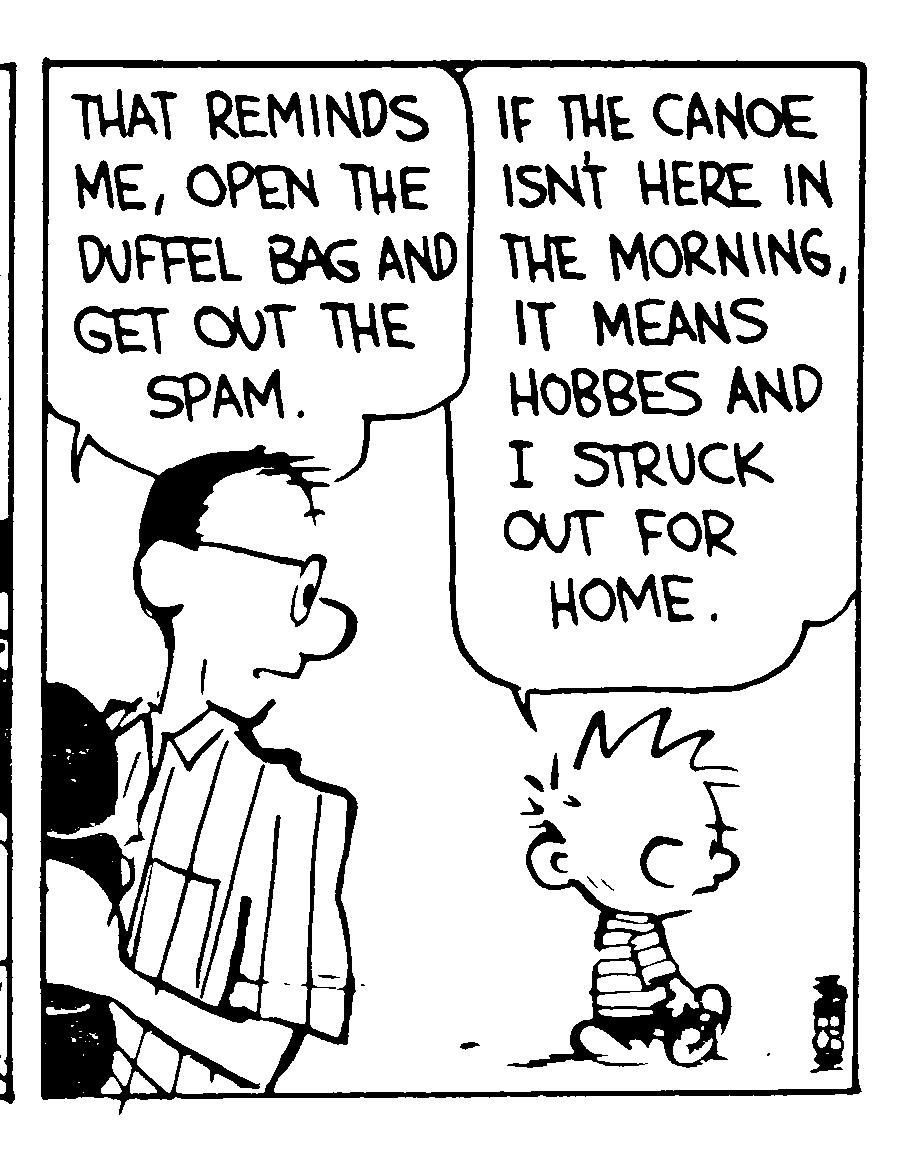 THAT REMINDS
ME, OPEN THE
DUFFEL BAG AND
GET OUT THE
SPAM.
IF THE CANOE
ISN'T HERE IN
THE MORNING,
IT MEANS
HOBBES AND
I STRUCK
OUT FOR
HOME.